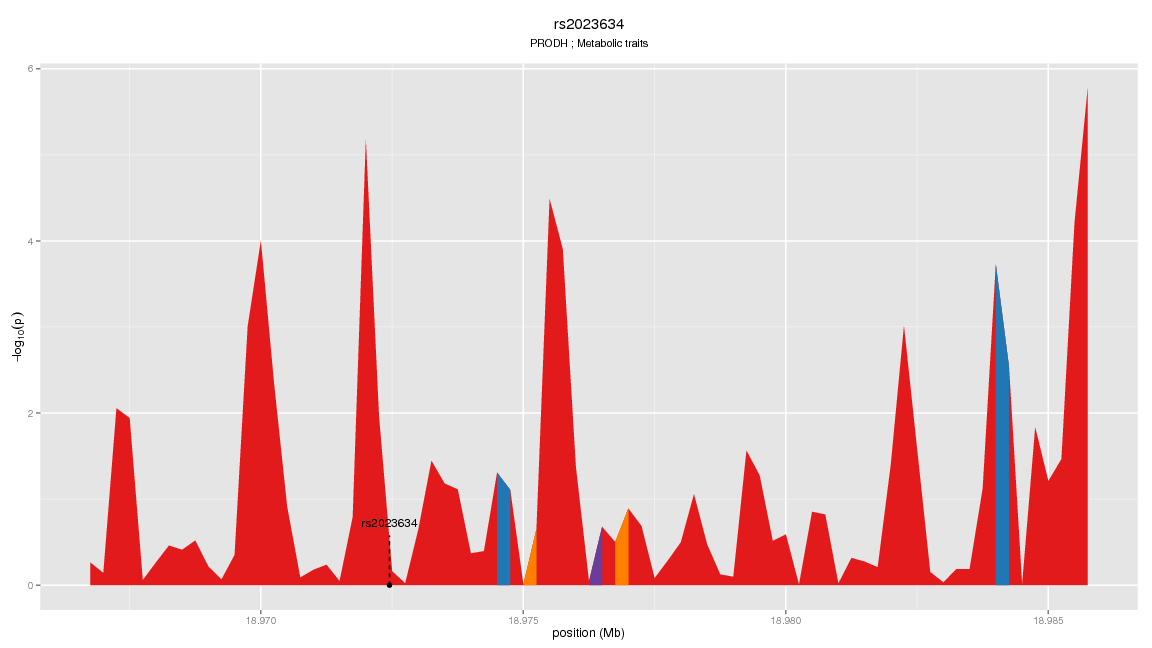 rs2023634
PRODH ; Metabolic traits
6
4
2
0
−log10(p)
rs2023634
18.970
18.975
18.980
18.985
position (Mb)